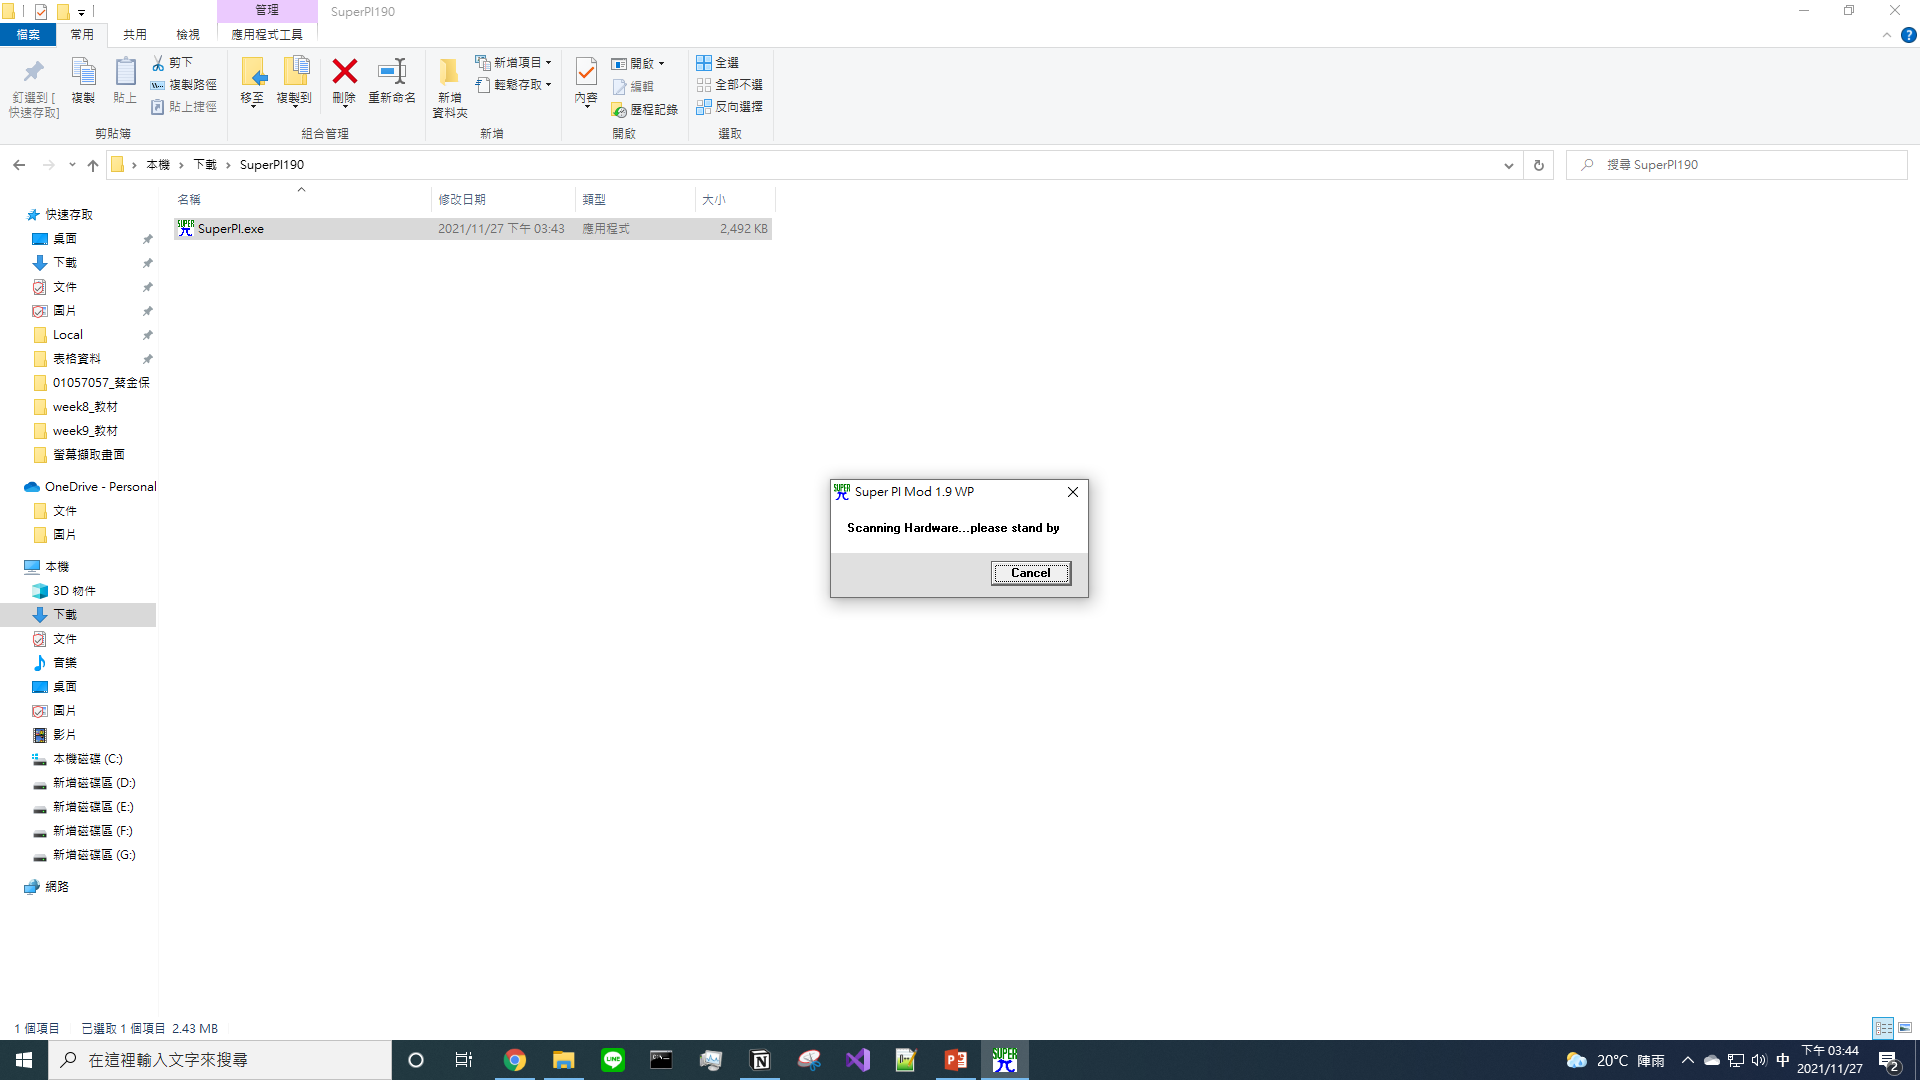 管理
SuperPI190
檔案
常用
共用
檢視
應用程式工具
釘選到 [
快速存取]
複製
貼上
剪下
複製路徑
貼上捷徑
剪貼簿
移至
複製到
刪除
重新命名
組合管理
新增
資料夾
新增項目
輕鬆存取
新增
內容
開啟
編輯
歷程記錄
開啟
全選
全部不選
反向選擇
選取
本機
下載
SuperPI190
搜尋 SuperPI190
名稱
修改日期
類型
大小
SuperPI.exe
2021/11/27 下午 03:43
應用程式
2,492 KB
快速存取
桌面
下載
文件
圖片
Local
表格資料
01057057_蔡金保
week8_教材
week9_教材
螢幕擷取畫面
OneDrive - Personal
文件
圖片
本機
3D 物件
下載
文件
音樂
桌面
圖片
影片
本機磁碟 (C:)
新增磁碟區 (D:)
新增磁碟區 (E:)
新增磁碟區 (F:)
新增磁碟區 (G:)
網路
SUPER
Super PI Mod 1.9 WP
Scanning Hardware...please stand by
Cancel
1 個項目
已選取 1 個項目 2.43 MB
在這裡輸入文字來搜尋
LINE
SUPER
20°C 陣雨
中
下午 03:44
2021/11/27
2